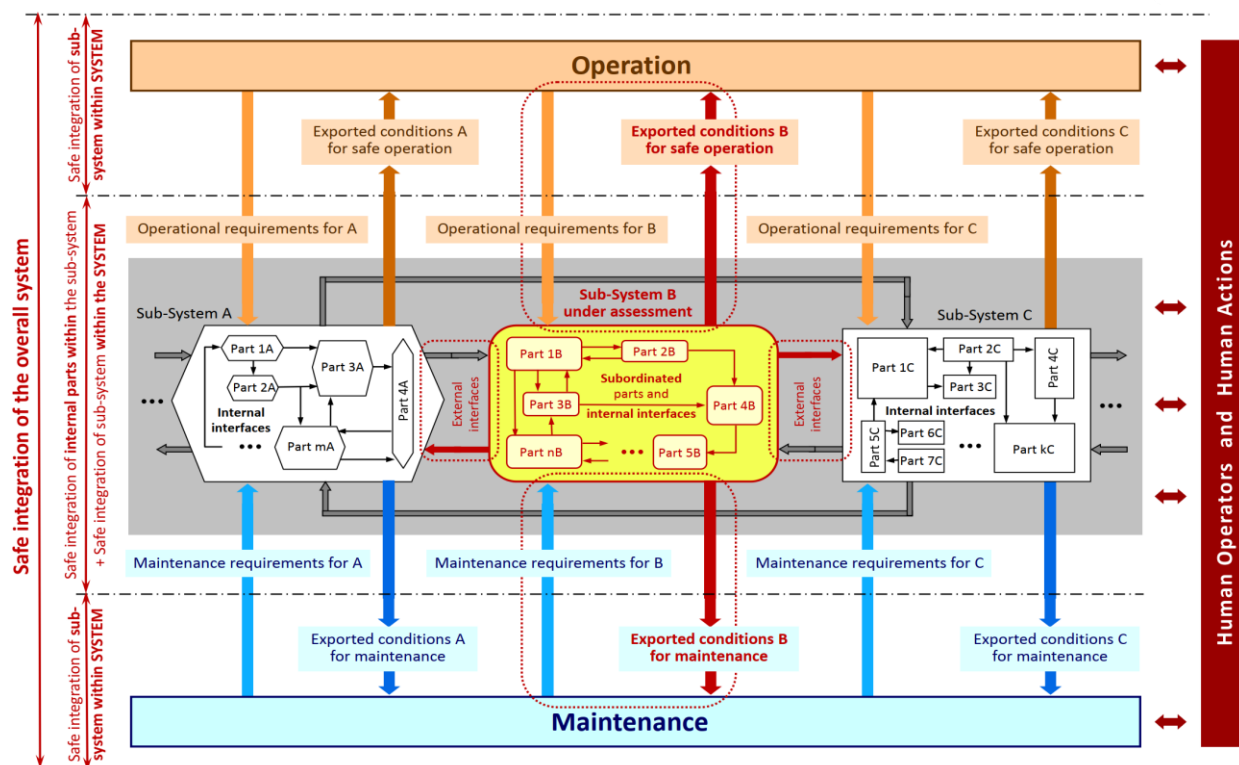 Safe integration of the overall system
Safe integration of sub-
system within SYSTEM
Safe integration of internal parts within the sub-system
+ Safe integration of sub-system within the SYSTEM
Safe integration of sub-
system within SYSTEM
Operation
Exported conditions A
for safe operation
Exported conditions B
for safe operation
Exported conditions C
for safe operation
Operational requirements for A
Operational requirements for B
Operational requirements for C
Sub-System A
Part 1A
Part 2A
Part 3A
Part 4A
Internal
interfaces
•••
Part mA
•••
External
interfaces
Sub-System B
under assessment
Part 1B
Part 2B
Subordinated
parts and
internal interfaces
Part 3B
Part 4B
Part nB
•••
Part 5B
External
interfaces
Sub-System C
Part 1C
Part 2C
Part 3C
Part 4C
Internal interfaces
Part 5C
Part 6C
Part 7C
•••
Part kC
•••
Maintenance requirements for A
Maintenance requirements for B
Maintenance requirements for C
Exported conditions A
for maintenance
Exported conditions B
for maintenance
Exported conditions C
for maintenance
Maintenance
Human Operators and Human Actions